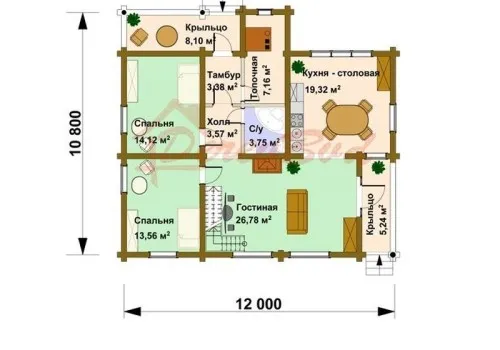 Крыльцо
8,10 м²
Тамбур
3,38 м²
Топочная
7,16 м²
Кухня - столовая
19,32 м²
Спальня
14,12 м²
Холл
3,57 м²
С/у
3,75 м²
Спальня
13,56 м²
Гостиная
26,78 м²
Крыльцо
5,24 м²
10 800
12 000